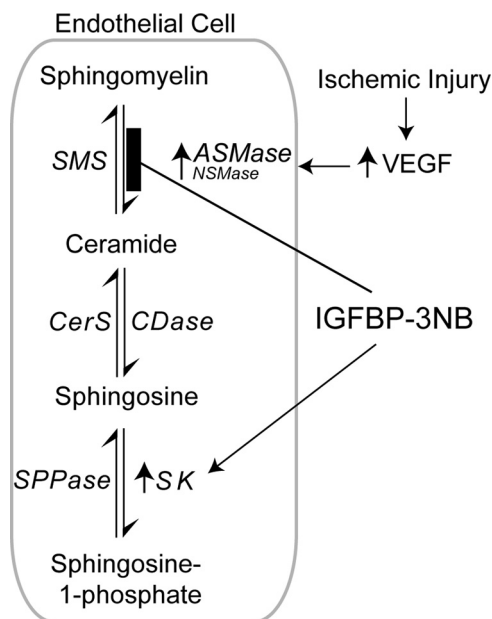 Endothelial Cell
Sphingomyelin
Ischemic Injury
SMS
ASMase
NSMase
VEGF
Ceramide
CerS CDase
IGFBP-3NB
Sphingosine
SPPase SK
Sphingosine-
1-phosphate